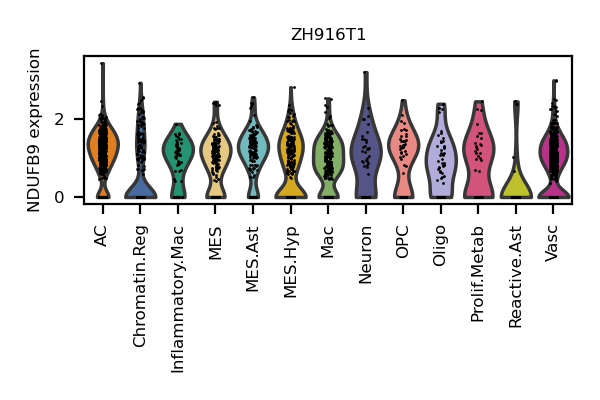 ZH916T1
NDUFB9 expression
2
0
AC
Chromatin.Reg
Inflammatory.Mac
MES
MES.Ast
MES.Hyp
Mac
Neuron
OPC
Oligo
Prolif.Metab
Reactive.Ast
Vasc